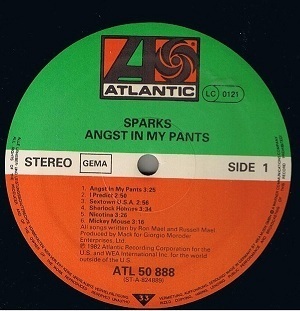 ATLANTIC
LC 0121
SPARKS
ANGST IN MY PANTS
STEREO
GEMA
SIDE 1
1. Angst In My Pants 3:25
2. I Predict 2:50
3. Sextown U.S.A. 2:56
4. Sherlock Holmes 3:34
5. Nicotina 3:26
6. Mickey Mouse 3:15
All songs written by Ron Mael and Russell Mael
Produced by Mack for Giorgio Moroder
Enterprises, Ltd.
℗ 1982 Atlantic Recording Corporation for the
U.S. and WEA International Inc. for the world
outside of the U.S.
ATL 50 888
(ST-A-824889)
33